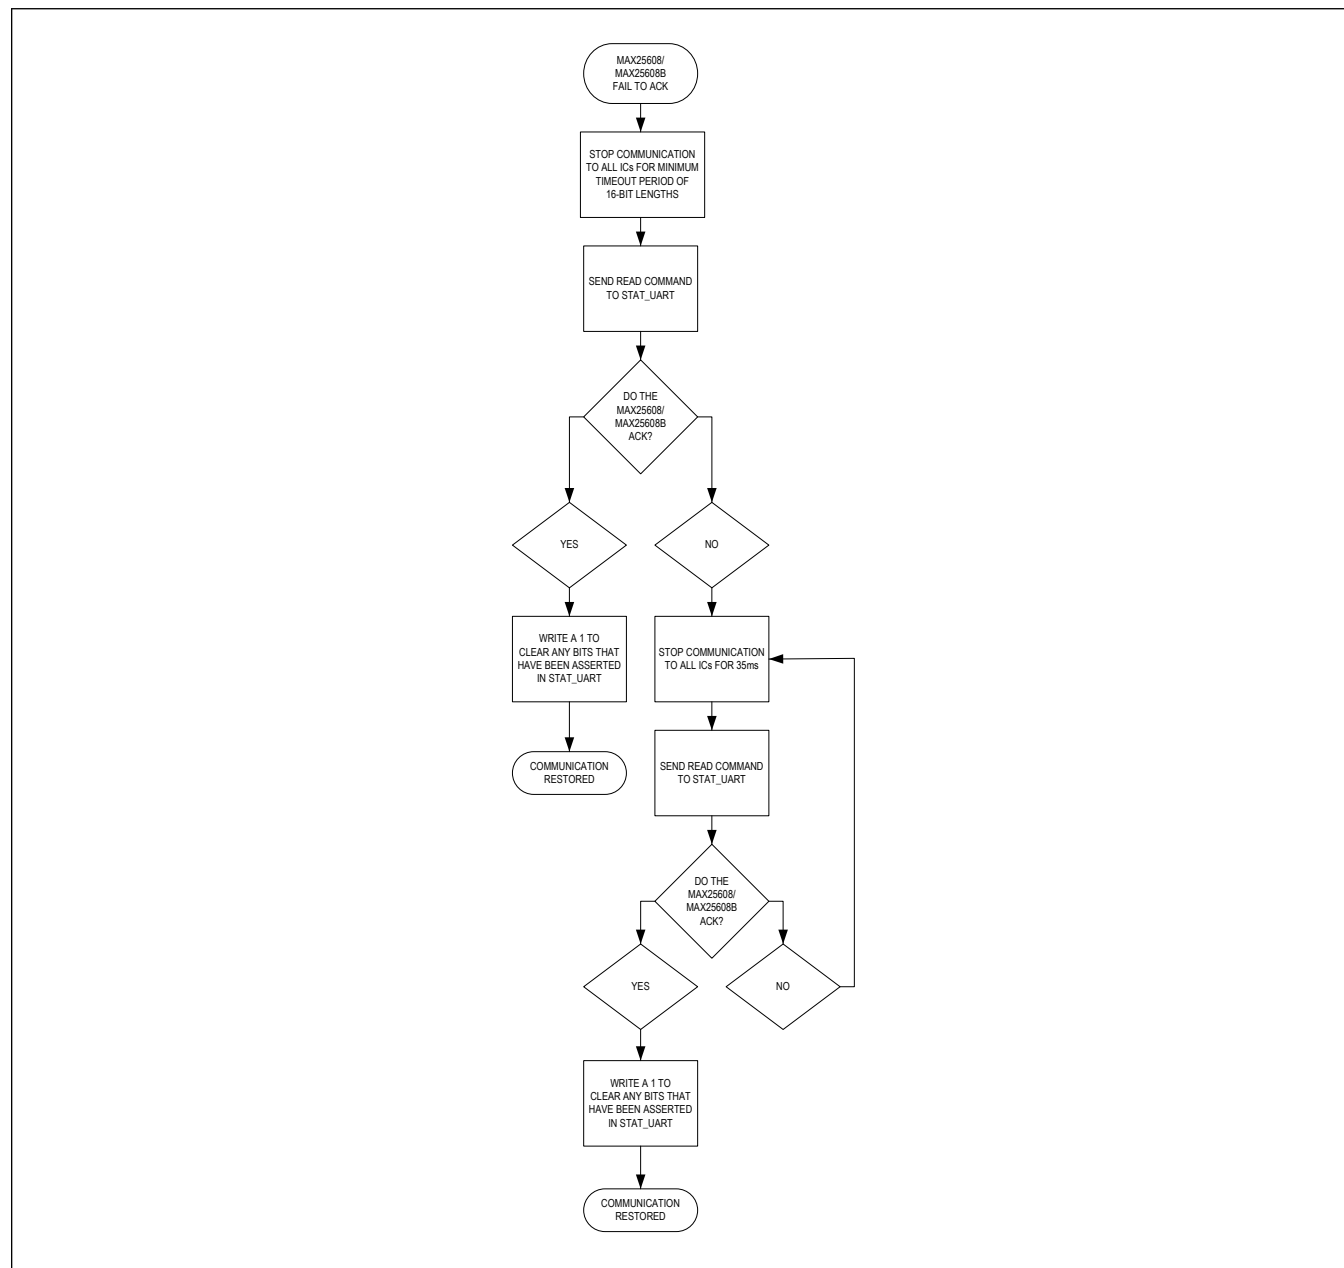 MAX25608/
MAX25608B
FAIL TO ACK
STOP COMMUNICATION
TO ALL ICs FOR MINIMUM
TIMEOUT PERIOD OF
16-BIT LENGTHS
SEND READ COMMAND
TO STAT_UART
DO THE
MAX25608/
MAX25608B
ACK?
YES
NO
WRITE A 1 TO
CLEAR ANY BITS THAT
HAVE BEEN ASSERTED
IN STAT_UART
STOP COMMUNICATION
TO ALL ICs FOR 35ms
COMMUNICATION
RESTORED
SEND READ COMMAND
TO STAT_UART
DO THE
MAX25608/
MAX25608B
ACK?
YES
NO
WRITE A 1 TO
CLEAR ANY BITS THAT
HAVE BEEN ASSERTED
IN STAT_UART
COMMUNICATION
RESTORED